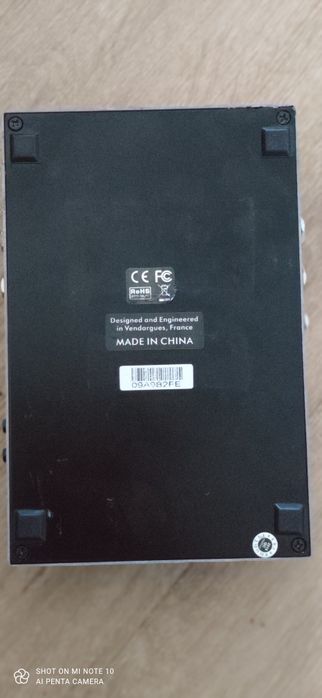 CE FC
RoHS
Designed and Engineered
in Vendargues, France
MADE IN CHINA
09A9B2FE
SHOT ON MI NOTE 10
AI PENTA CAMERA